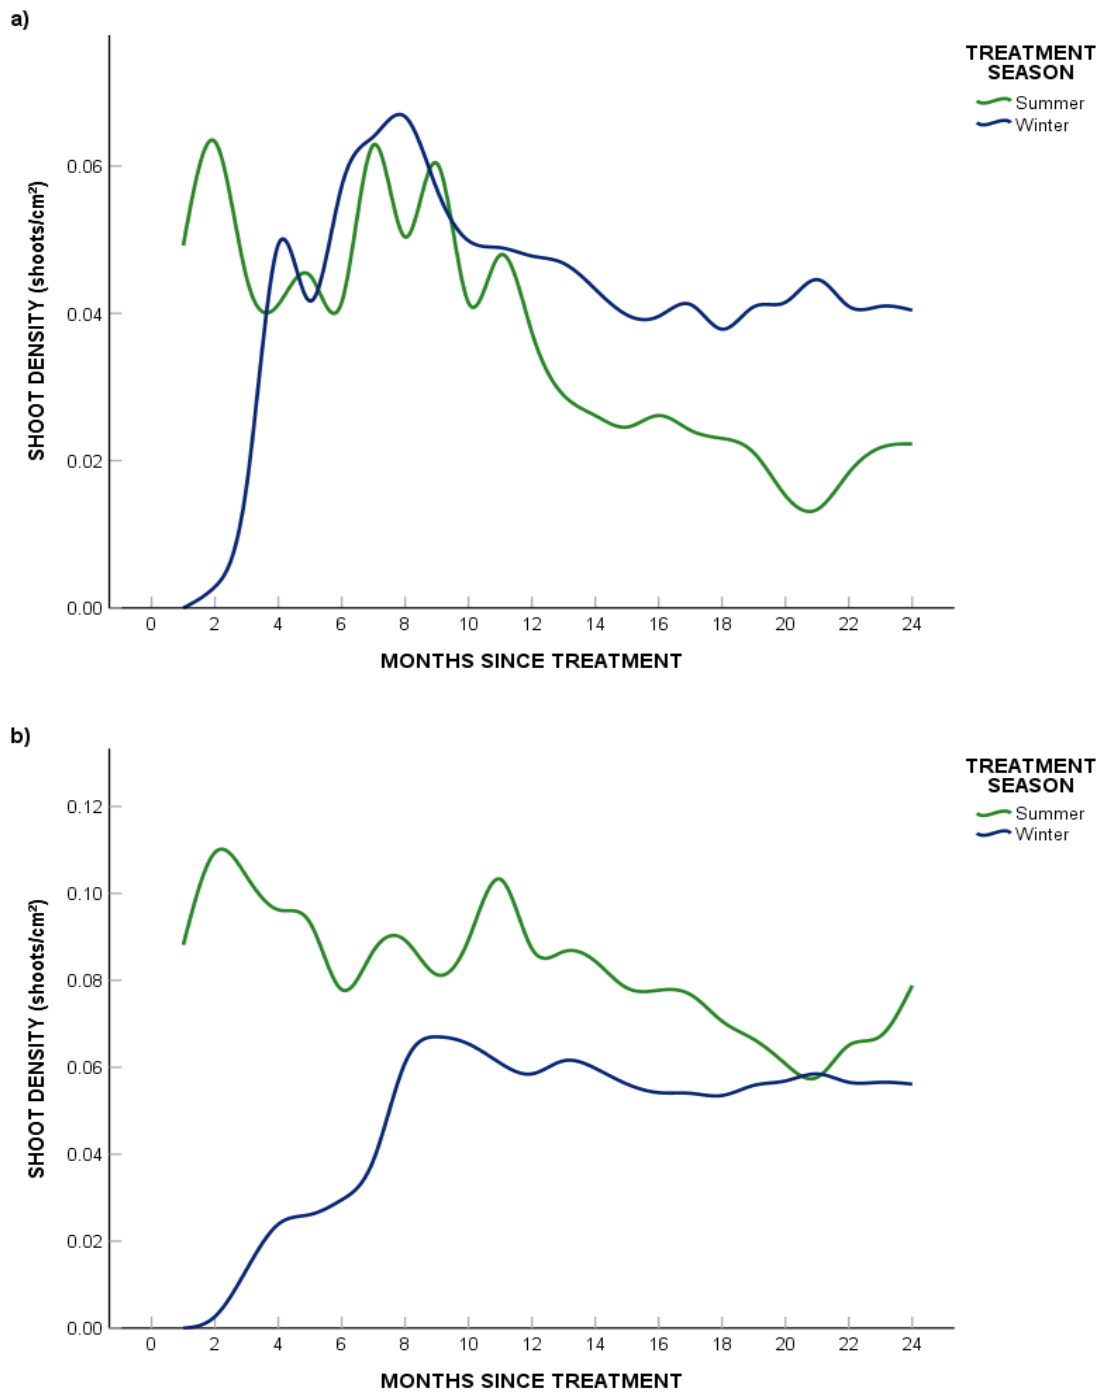 a)
TREATMENT
SEASON
Summer
Winter
SHOOT DENSITY (shoots/cm²)
0.06
0.04
0.02
0.00
0 2 4 6 8 10 12 14 16 18 20 22 24
MONTHS SINCE TREATMENT
b)
TREATMENT
SEASON
Summer
Winter
SHOOT DENSITY (shoots/cm²)
0.12
0.10
0.08
0.06
0.04
0.02
0.00
0 2 4 6 8 10 12 14 16 18 20 22 24
MONTHS SINCE TREATMENT